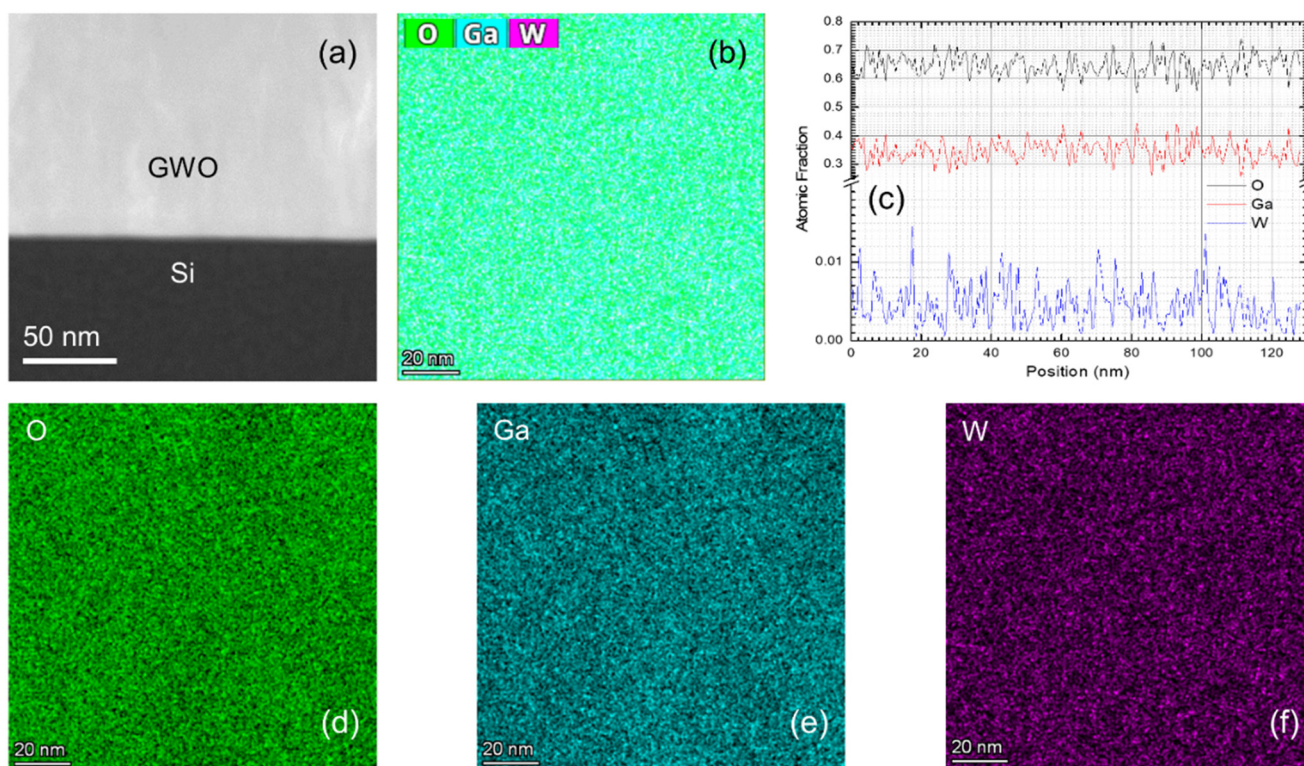 (a)
GWO
Si
50 nm
O Ga W
(b)
20 nm
0.8
0.7
0.6
0.5
0.4
0.3
0.01
0.00
Atomic Fraction
(c)
O
Ga
W
0 20 40 60 80 100 120
Position (nm)
O
(d)
20 nm
Ga
(e)
20 nm
W
(f)
20 nm